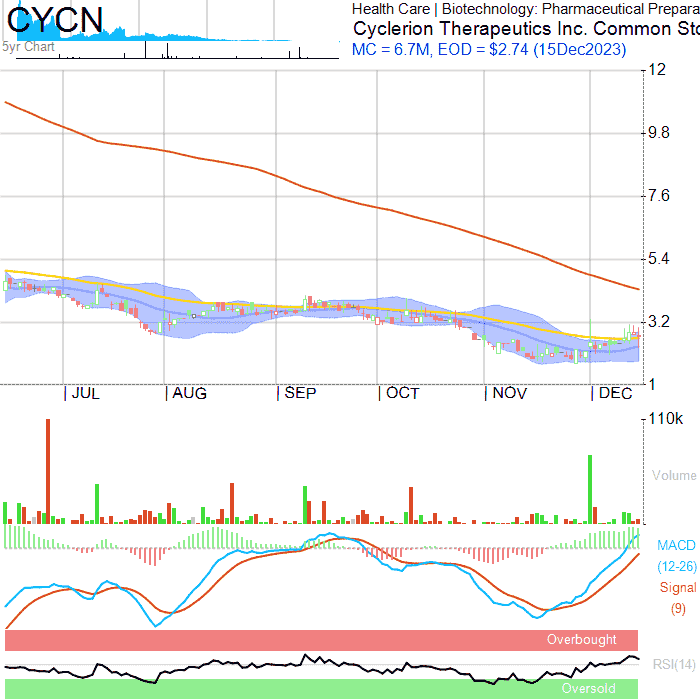 CYCN
5yr Chart
Health Care | Biotechnology: Pharmaceutical Prepara
Cyclerion Therapeutics Inc. Common Sto
MC = 6.7M, EOD = $2.74 (15Dec2023)
12
9.8
7.6
5.4
3.2
1
JUL AUG SEP OCT NOV DEC
110k
Volume
MACD
(12-26)
Signal
(9)
Overbought
RSI(14)
Oversold